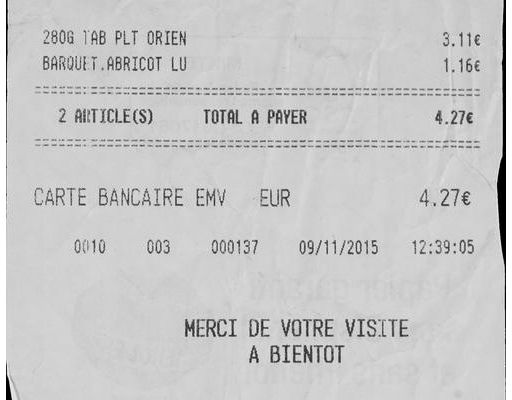 280G TAB PLT ORIEN 3.11€
BARQUET.ABRICOT LU 1.16€
2 ARTICLE(S) TOTAL A PAYER 4.27€
CARTE BANCAIRE EMV EUR 4.27€
0010 003 000137 09/11/2015 12:39:05
MERCI DE VOTRE VISITE
A BIENTOT